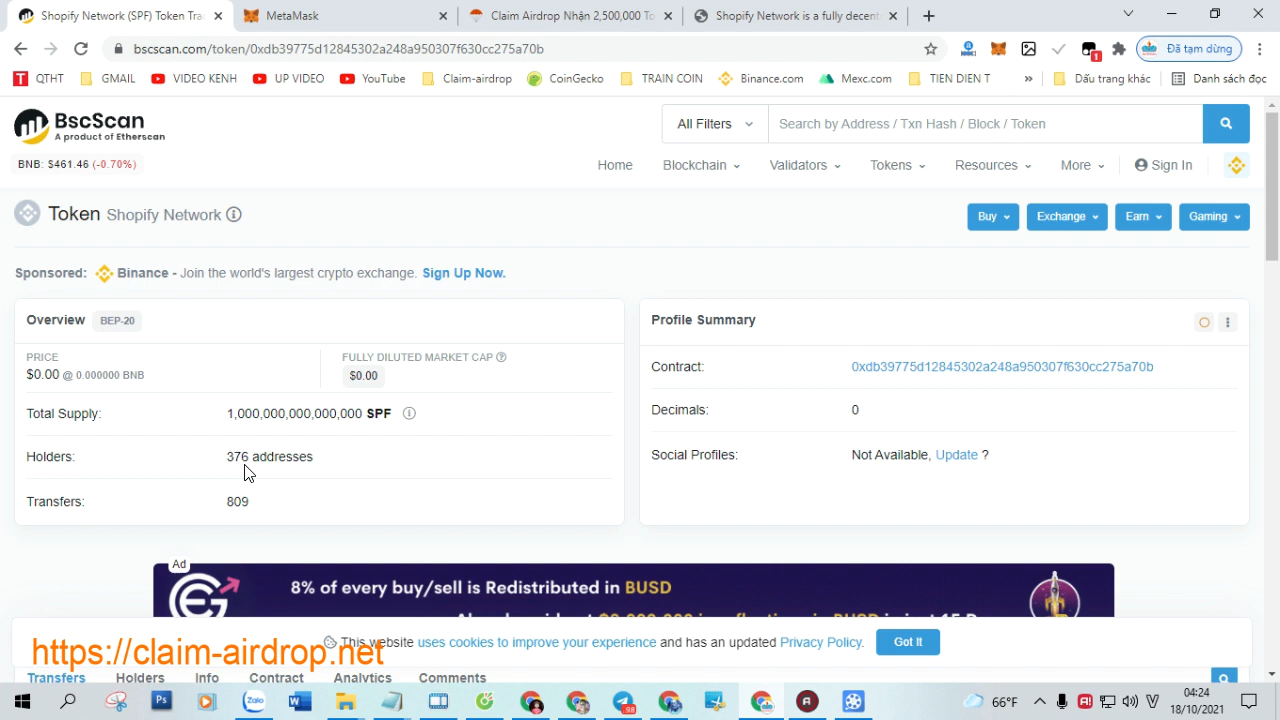 Shopify Network (SPF) Token Tra
MetaMask
Claim Airdrop Nhận 2,500,000 To
Shopify Network is a fully decent
bscscan.com/token/0xdb39775d12845302a248a950307f630cc275a70b
1
Đã tạm dừng
QTHT
GMAIL
VIDEO KENH
UP VIDEO
YouTube
Claim-airdrop
CoinGecko
TRAIN COIN
Binance.com
Mexc.com
TIEN DIEN T
»
Dấu trang khác
Danh sách đọc
BscScan
A product of Etherscan
All Filters
Search by Address / Txn Hash / Block / Token
BNB: $461.46 (-0.70%)
Home
Blockchain
Validators
Tokens
Resources
More
Sign In
Token Shopify Network
Buy
Exchange
Earn
Gaming
Sponsored: Binance - Join the world's largest crypto exchange. Sign Up Now.
Overview BEP-20
PRICE
$0.00 @ 0.000000 BNB
FULLY DILUTED MARKET CAP
$0.00
Total Supply: 1,000,000,000,000,000 SPF
Holders: 376 addresses
Transfers: 809
Profile Summary
Contract: 0xdb39775d12845302a248a950307f630cc275a70b
Decimals: 0
Social Profiles: Not Available, Update ?
Ad
8% of every buy/sell is Redistributed in BUSD
This website uses cookies to improve your experience and has an updated Privacy Policy.
Got It
https://claim-airdrop.net
Transfers
Holders
Info
Contract
Analytics
Comments
Ps
Zalo
W
98
A
66°F
V
04:24
18/10/2021